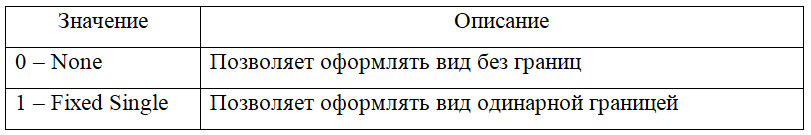 Значение Описание
0 – None Позволяет оформлять вид без границ
1 – Fixed Single Позволяет оформлять вид одинарной границей